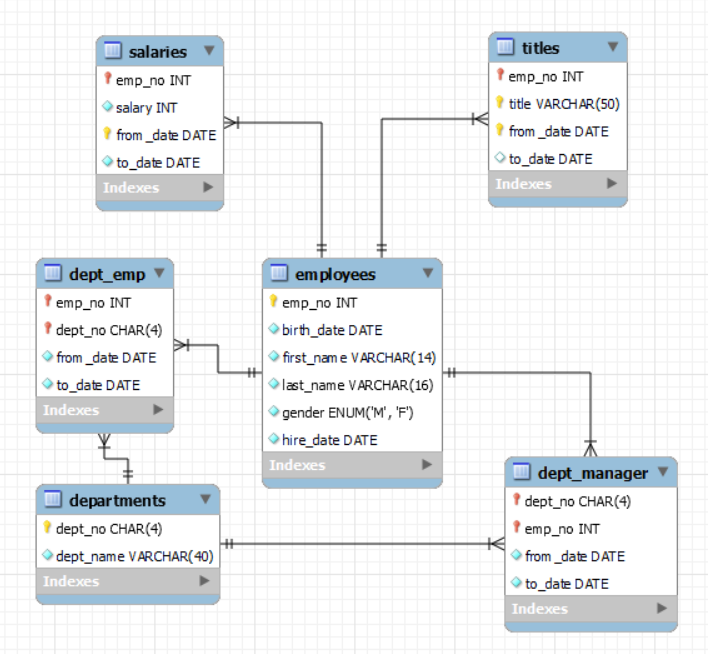 salaries
emp_no INT
salary INT
from_date DATE
to_date DATE
Indexes
titles
emp_no INT
title VARCHAR(50)
from_date DATE
to_date DATE
Indexes
dept_emp
emp_no INT
dept_no CHAR(4)
from_date DATE
to_date DATE
Indexes
employees
emp_no INT
birth_date DATE
first_name VARCHAR(14)
last_name VARCHAR(16)
gender ENUM('M', 'F')
hire_date DATE
Indexes
departments
dept_no CHAR(4)
dept_name VARCHAR(40)
Indexes
dept_manager
dept_no CHAR(4)
emp_no INT
from_date DATE
to_date DATE
Indexes